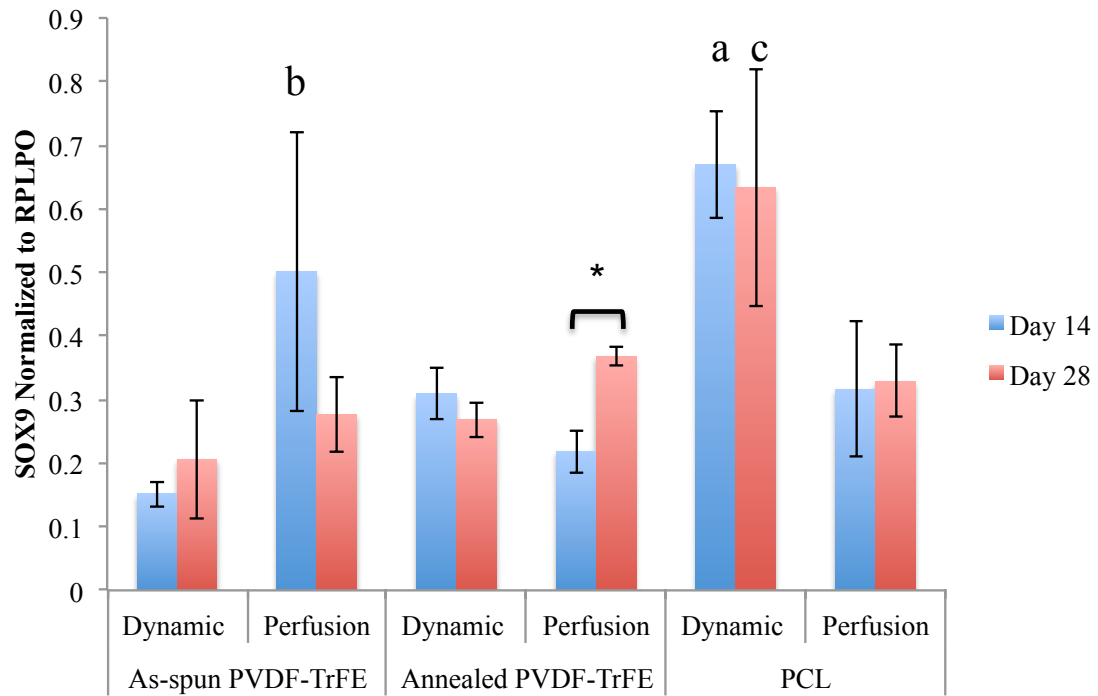 0.9
0.8
0.7
0.6
0.5
0.4
0.3
0.2
0.1
0
SOX9 Normalized to RPLPO
b
*
a c
Day 14
Day 28
Dynamic Perfusion Dynamic Perfusion Dynamic Perfusion
As-spun PVDF-TrFE Annealed PVDF-TrFE PCL